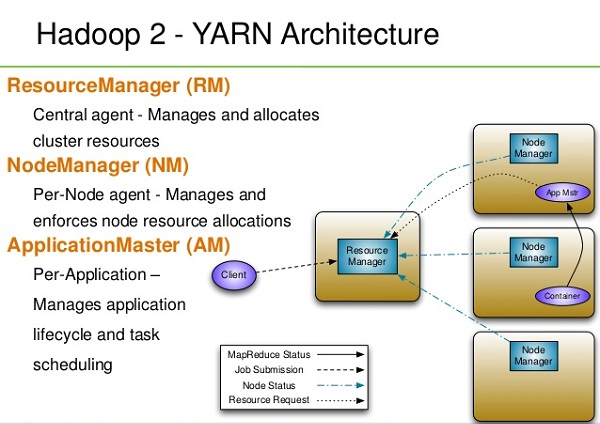 Hadoop 2 - YARN Architecture
ResourceManager (RM)
Central agent - Manages and allocates
cluster resources
NodeManager (NM)
Per-Node agent - Manages and
enforces node resource allocations
ApplicationMaster (AM)
Per-Application –
Manages application
lifecycle and task
scheduling
Client
Resource
Manager
Node
Manager
App Mstr
Node
Manager
Container
Node
Manager
MapReduce Status
Job Submission
Node Status
Resource Request